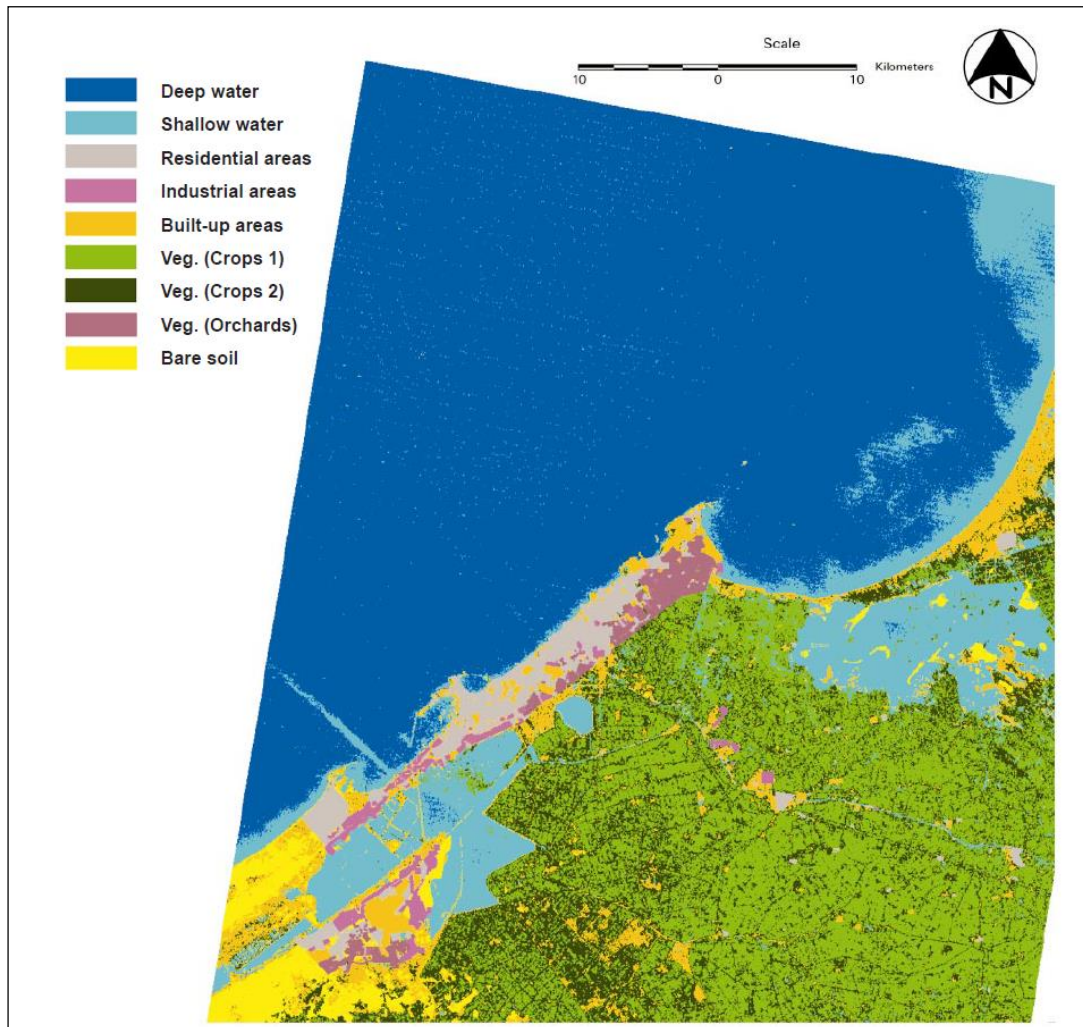 Scale
10 0 10 Kilometers
N
Deep water
Shallow water
Residential areas
Industrial areas
Built-up areas
Veg. (Crops 1)
Veg. (Crops 2)
Veg. (Orchards)
Bare soil